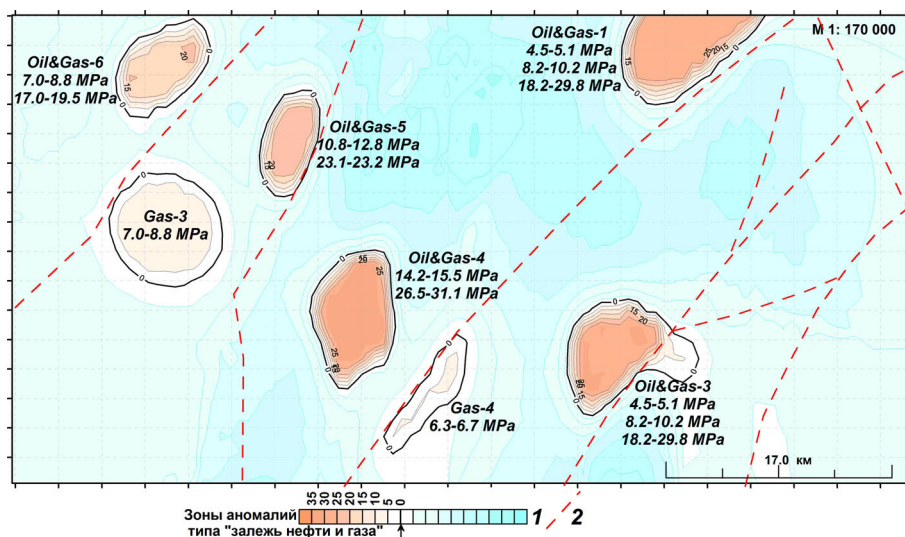 M 1: 170 000
Oil&Gas-1
4.5-5.1 MPa
8.2-10.2 MPa
18.2-29.8 MPa
Oil&Gas-6
7.0-8.8 MPa
17.0-19.5 MPa
Oil&Gas-5
10.8-12.8 MPa
23.1-23.2 MPa
Gas-3
7.0-8.8 MPa
Oil&Gas-4
14.2-15.5 MPa
26.5-31.1 MPa
Gas-4
6.3-6.7 MPa
Oil&Gas-3
4.5-5.1 MPa
8.2-10.2 MPa
18.2-29.8 MPa
17.0 км
35 30 25 20 15 10 5 0
Зоны аномалий
типа "залежь нефти и газа"
1 2